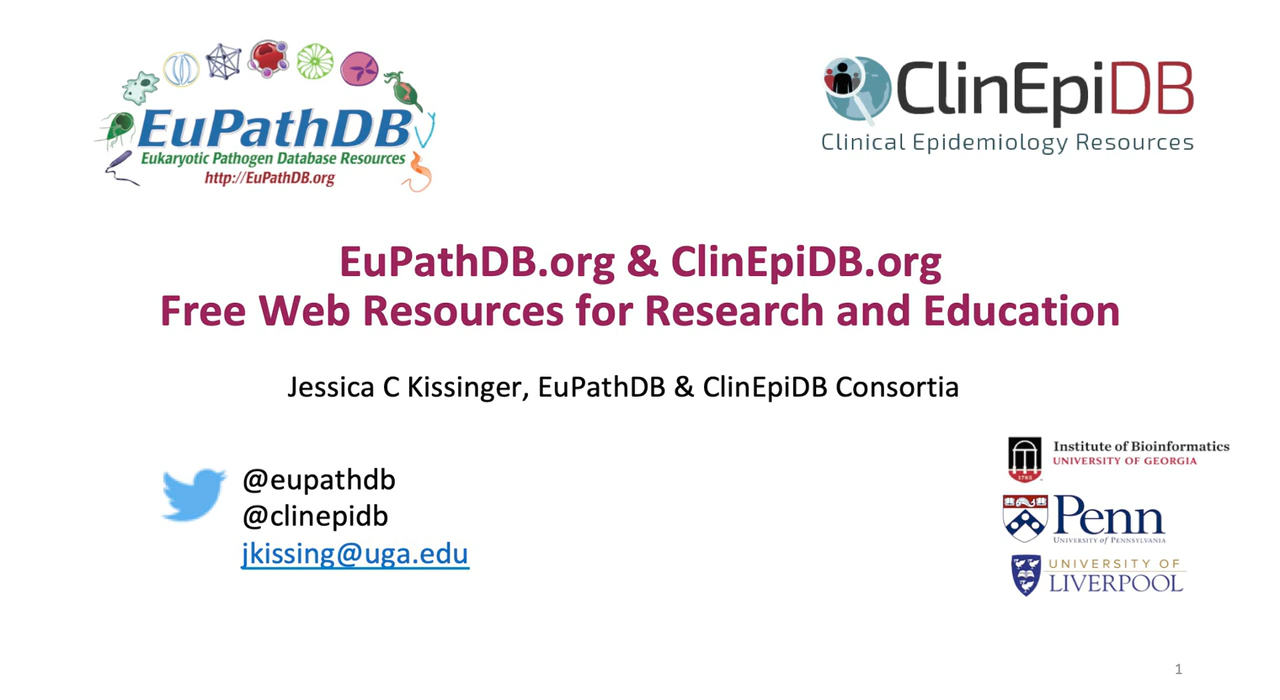 EuPathDB
Eukaryotic Pathogen Database Resources
http://EuPathDB.org
ClinEpiDB
Clinical Epidemiology Resources
EuPathDB.org & ClinEpiDB.org
Free Web Resources for Research and Education
Jessica C Kissinger, EuPathDB & ClinEpiDB Consortia
@eupathdb
@clinepidb
jkissing@uga.edu
1785
Institute of Bioinformatics
UNIVERSITY OF GEORGIA
Penn
UNIVERSITY of PENNSYLVANIA
UNIVERSITY OF
LIVERPOOL
1